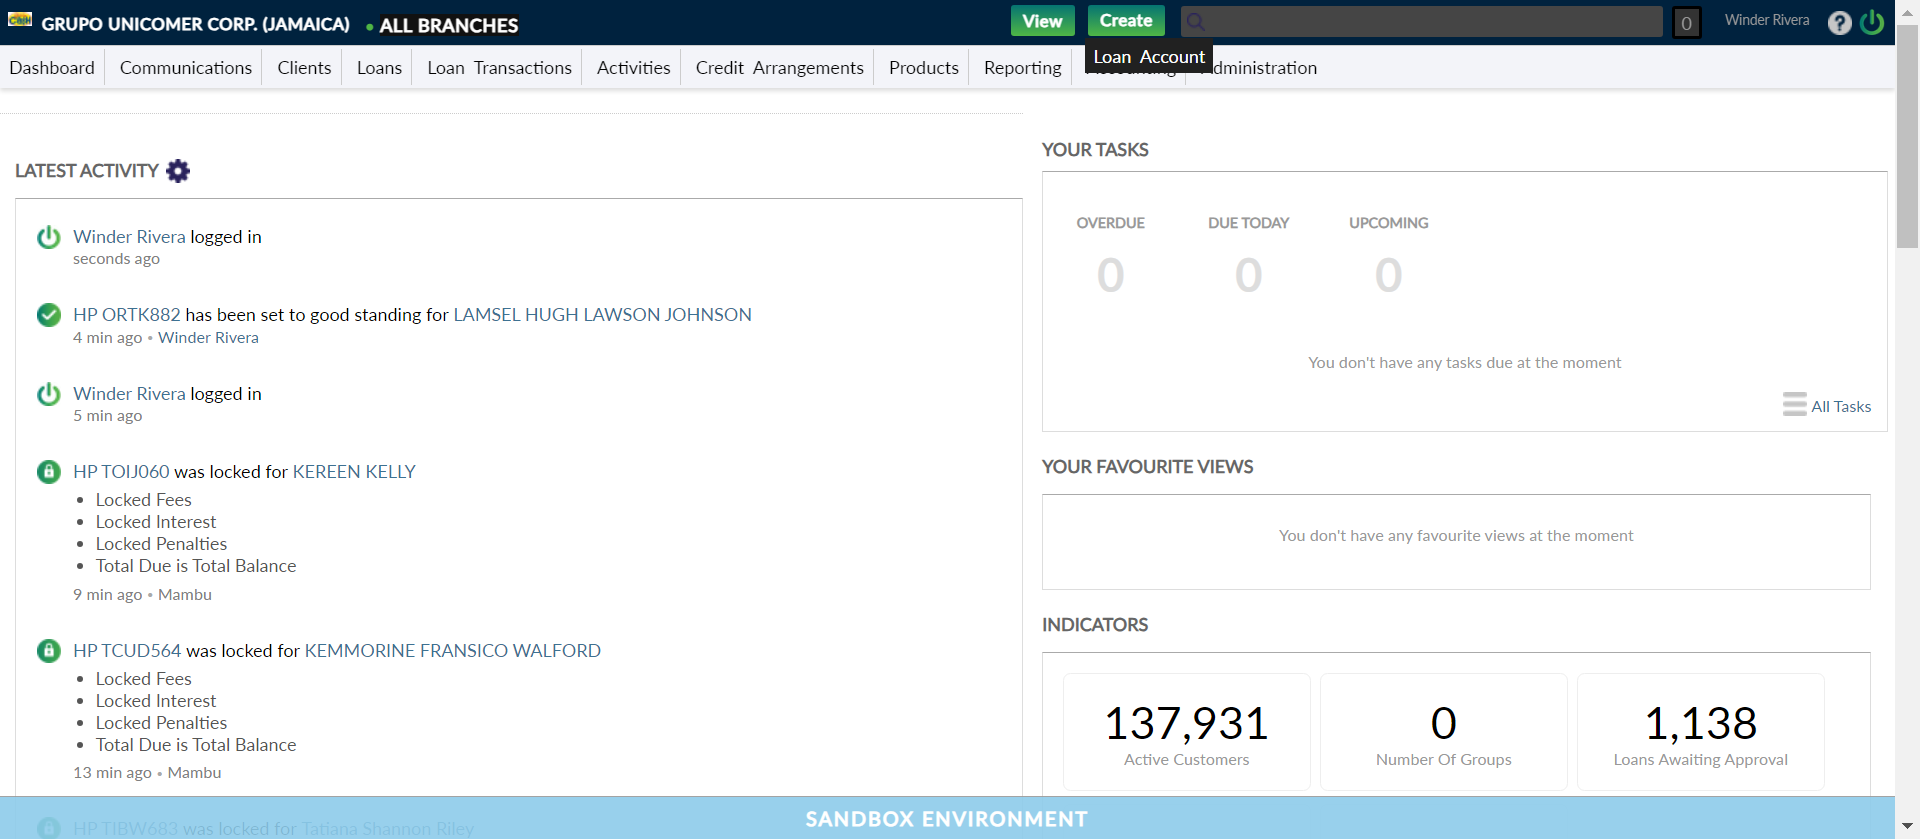 GRUPO UNICOMER CORP. (JAMAICA) • ALL BRANCHES
View Create 0 Winder Rivera ?
Loan Account
Dashboard Communications Clients Loans Loan Transactions Activities Credit Arrangements Products Reporting Accounting Administration
LATEST ACTIVITY
Winder Rivera logged in
seconds ago
HP ORTK882 has been set to good standing for LAMSEL HUGH LAWSON JOHNSON
4 min ago • Winder Rivera
Winder Rivera logged in
5 min ago
HP TOIJ060 was locked for KEREEN KELLY
• Locked Fees
• Locked Interest
• Locked Penalties
• Total Due is Total Balance
9 min ago • Mambu
HP TCUD564 was locked for KEMMORINE FRANSICO WALFORD
• Locked Fees
• Locked Interest
• Locked Penalties
• Total Due is Total Balance
13 min ago • Mambu
HP TIBW683 was locked for Tatiana Shannon Riley
YOUR TASKS
OVERDUE DUE TODAY UPCOMING
0 0 0
You don't have any tasks due at the moment
All Tasks
YOUR FAVOURITE VIEWS
You don't have any favourite views at the moment
INDICATORS
137,931 0 1,138
Active Customers Number Of Groups Loans Awaiting Approval
SANDBOX ENVIRONMENT